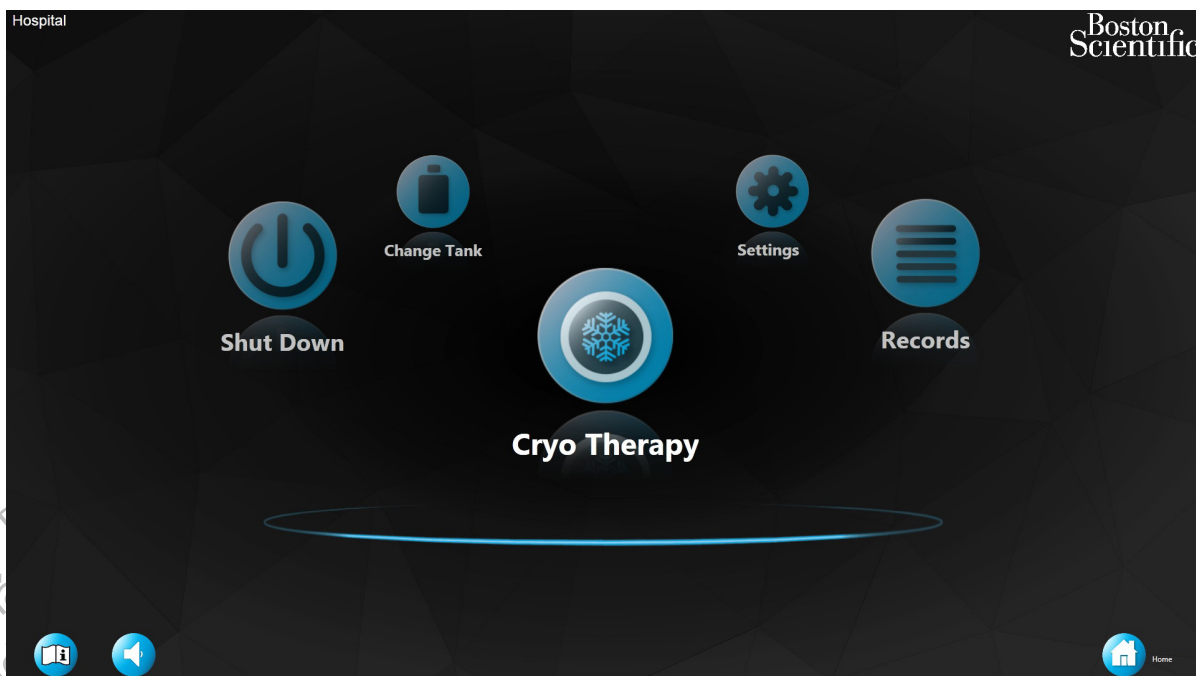 Hospital
Boston
Scientific
Change Tank
Settings
Shut Down
Records
Cryo Therapy
Home